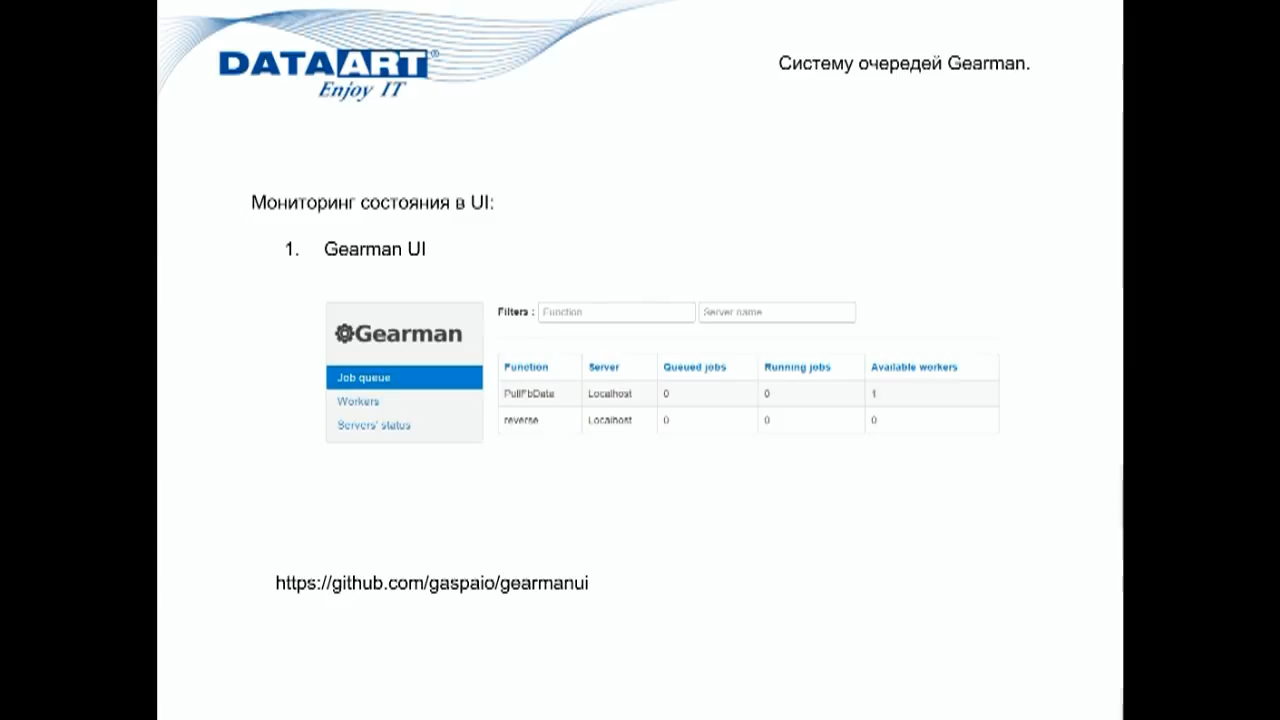 DATAART®
Enjoy IT
Систему очередей Gearman.
Мониторинг состояния в UI:
1. Gearman UI
Gearman
Job queue
Workers
Servers' status
Filters : Function Server name
Function Server Queued jobs Running jobs Available workers
PullFbData Localhost 0 0 1
reverse Localhost 0 0 0
https://github.com/gaspaio/gearmanui